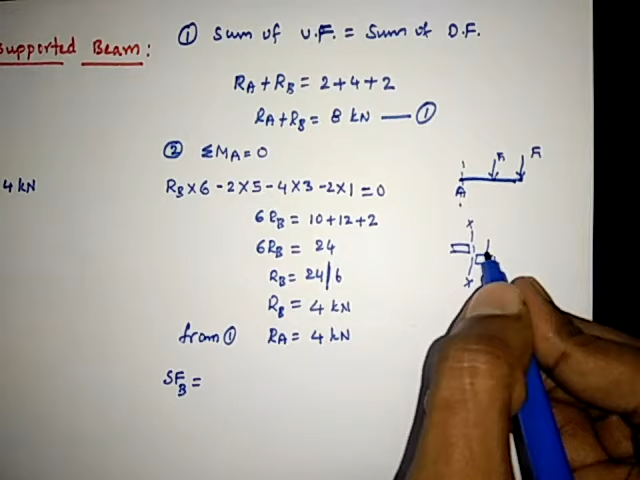 supported Beam:
① Sum of U.F. = Sum of D.F.
RA+RB = 2+4+2
RA+RB = 8 kN — ①
4 kN
② ΣMA=0
RB×6 -2×5 -4×3 -2×1 =0
6RB = 10+12+2
6RB = 24
RB = 24/6
RB = 4 kN
from ① RA = 4 kN
SFB =
A
X
X